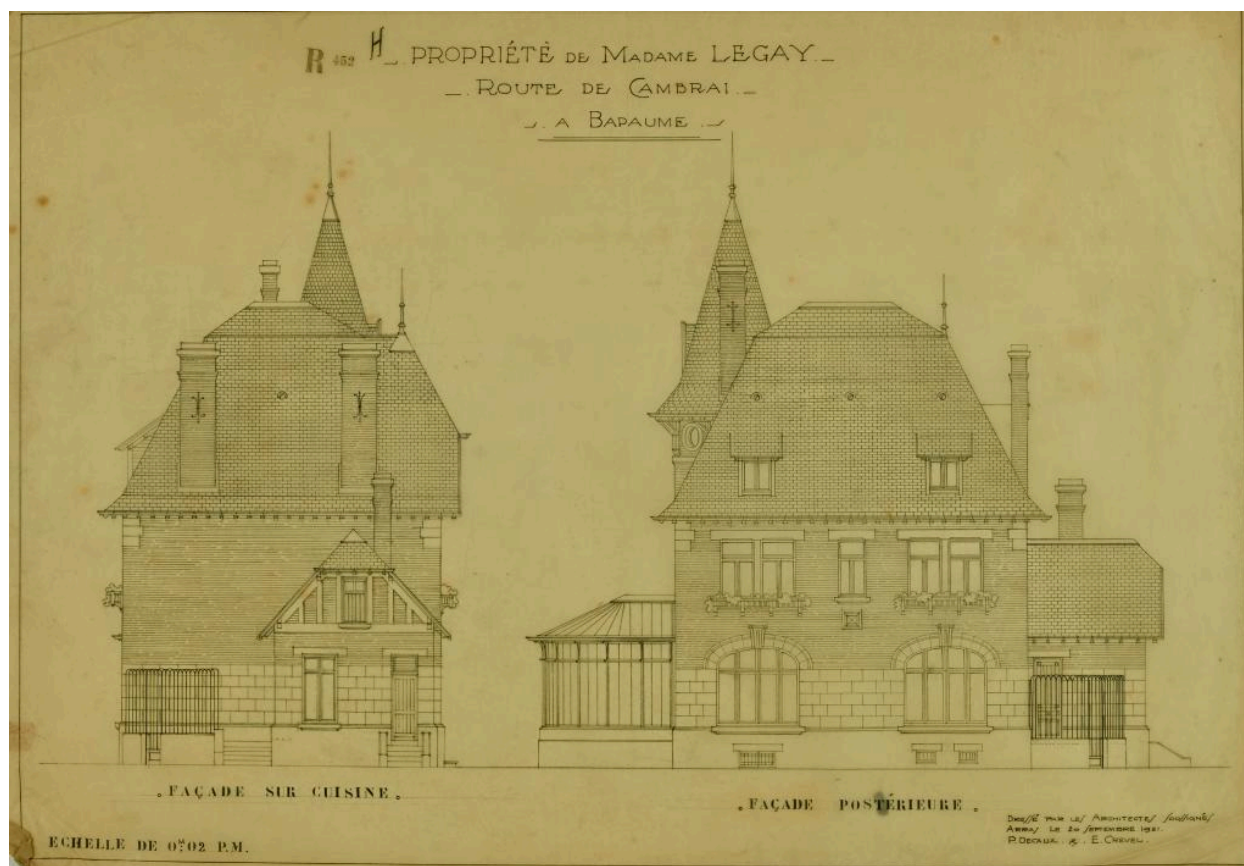 R 452 H
PROPRIÉTÉ DE MADAME LEGAY
ROUTE DE CAMBRAI
A BAPAUME
FAÇADE SUR CUISINE
FAÇADE POSTÉRIEURE
ECHELLE DE 0M02 P.M.
DRESSÉ PAR LES ARCHITECTES SOUSSIGNÉS
ARRAS LE 20 SEPTEMBRE 1921
P. DECAUX & E. CREVEL